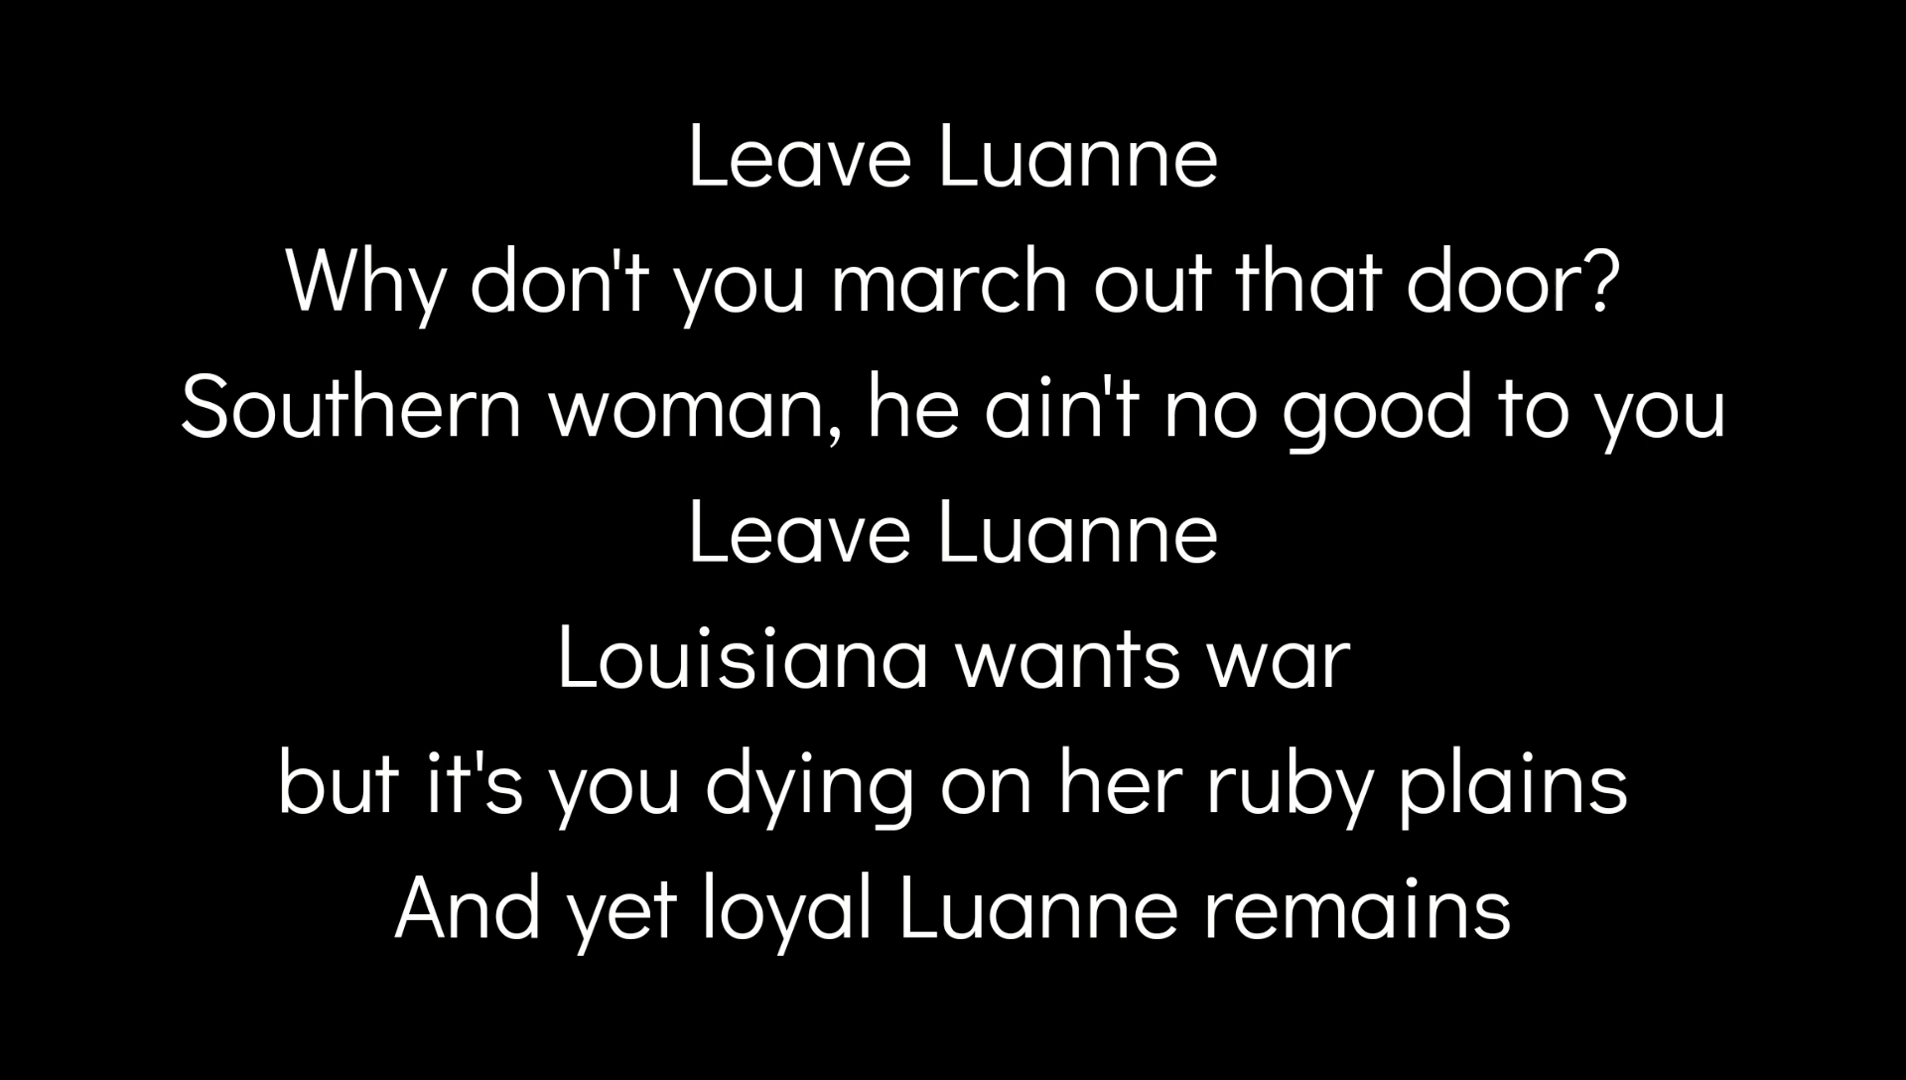 Leave Luanne
Why don't you march out that door?
Southern woman, he ain't no good to you
Leave Luanne
Louisiana wants war
but it's you dying on her ruby plains
And yet loyal Luanne remains